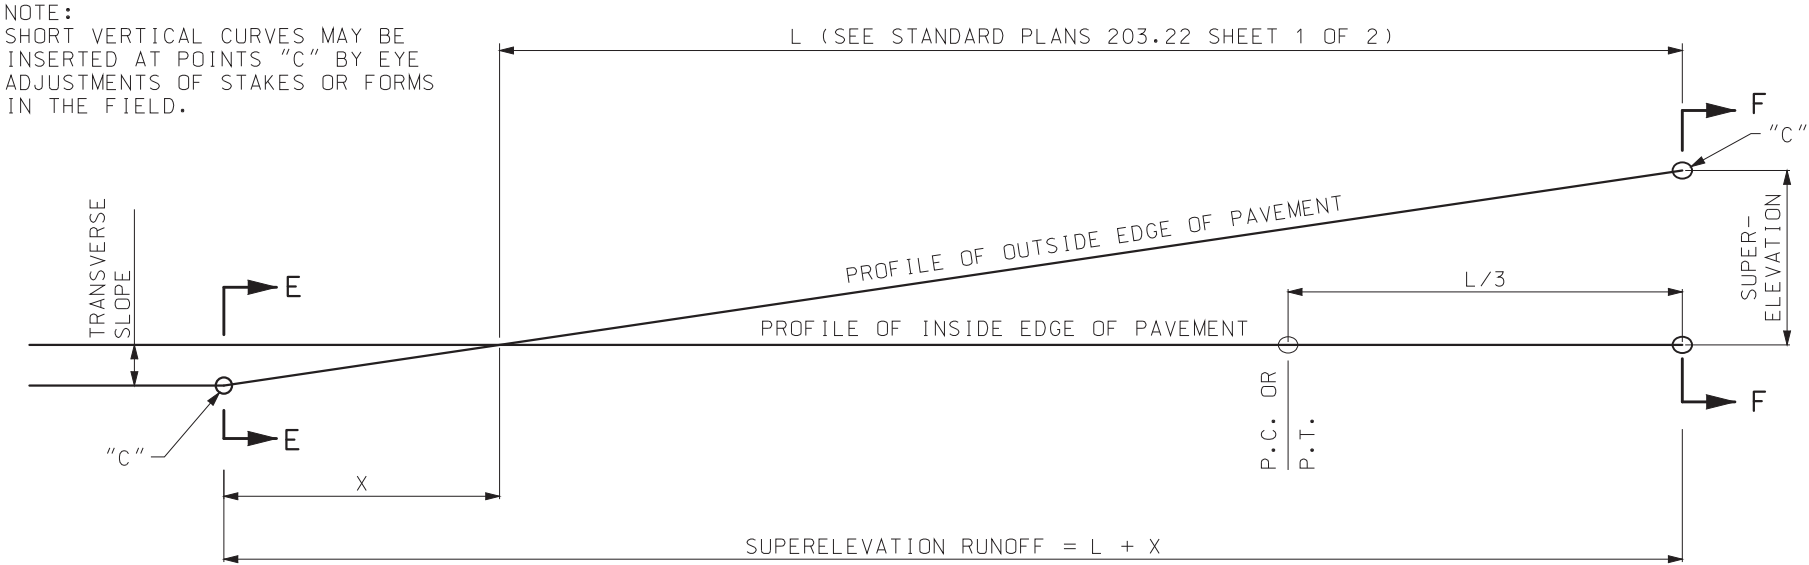 NOTE:
SHORT VERTICAL CURVES MAY BE
INSERTED AT POINTS "C" BY EYE
ADJUSTMENTS OF STAKES OR FORMS
IN THE FIELD.
L (SEE STANDARD PLANS 203.22 SHEET 1 OF 2)
F
"C"
TRANSVERSE
SLOPE
PROFILE OF OUTSIDE EDGE OF PAVEMENT
SUPER-
ELEVATION
E
L/3
PROFILE OF INSIDE EDGE OF PAVEMENT
F
P.C. OR
P.T.
E
"C"
X
SUPERELEVATION RUNOFF = L + X